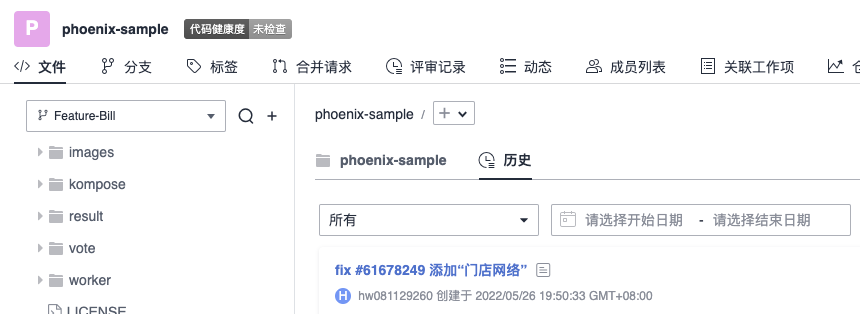 P phoenix-sample 代码健康度 未检查
文件 分支 标签 合并请求 评审记录 动态 成员列表 关联工作项
Feature-Bill
images
kompose
result
vote
worker
LICENSE
phoenix-sample /
phoenix-sample 历史
所有 请选择开始日期 - 请选择结束日期
fix #61678249 添加“门店网络”
H hw081129260 创建于 2022/05/26 19:50:33 GMT+08:00